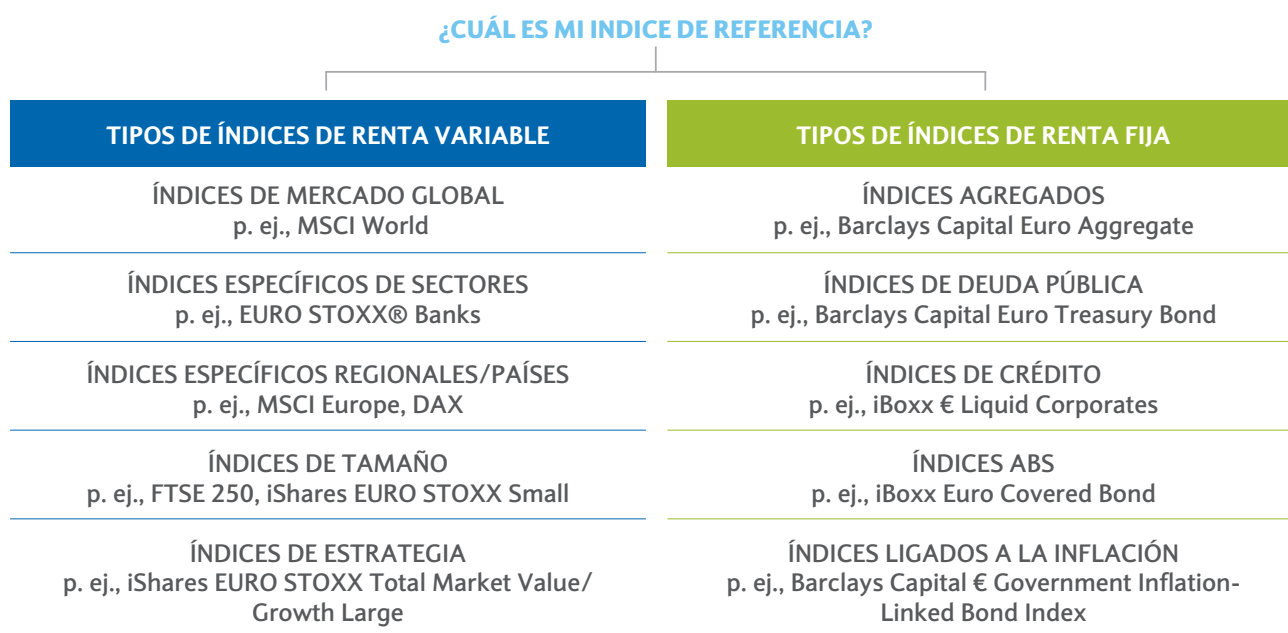 ¿CUÁL ES MI INDICE DE REFERENCIA?
TIPOS DE ÍNDICES DE RENTA VARIABLE
ÍNDICES DE MERCADO GLOBAL
p. ej., MSCI World
ÍNDICES ESPECÍFICOS DE SECTORES
p. ej., EURO STOXX® Banks
ÍNDICES ESPECÍFICOS REGIONALES/PAÍSES
p. ej., MSCI Europe, DAX
ÍNDICES DE TAMAÑO
p. ej., FTSE 250, iShares EURO STOXX Small
ÍNDICES DE ESTRATEGIA
p. ej., iShares EURO STOXX Total Market Value/
Growth Large
TIPOS DE ÍNDICES DE RENTA FIJA
ÍNDICES AGREGADOS
p. ej., Barclays Capital Euro Aggregate
ÍNDICES DE DEUDA PÚBLICA
p. ej., Barclays Capital Euro Treasury Bond
ÍNDICES DE CRÉDITO
p. ej., iBoxx € Liquid Corporates
ÍNDICES ABS
p. ej., iBoxx Euro Covered Bond
ÍNDICES LIGADOS A LA INFLACIÓN
p. ej., Barclays Capital € Government Inflation-
Linked Bond Index